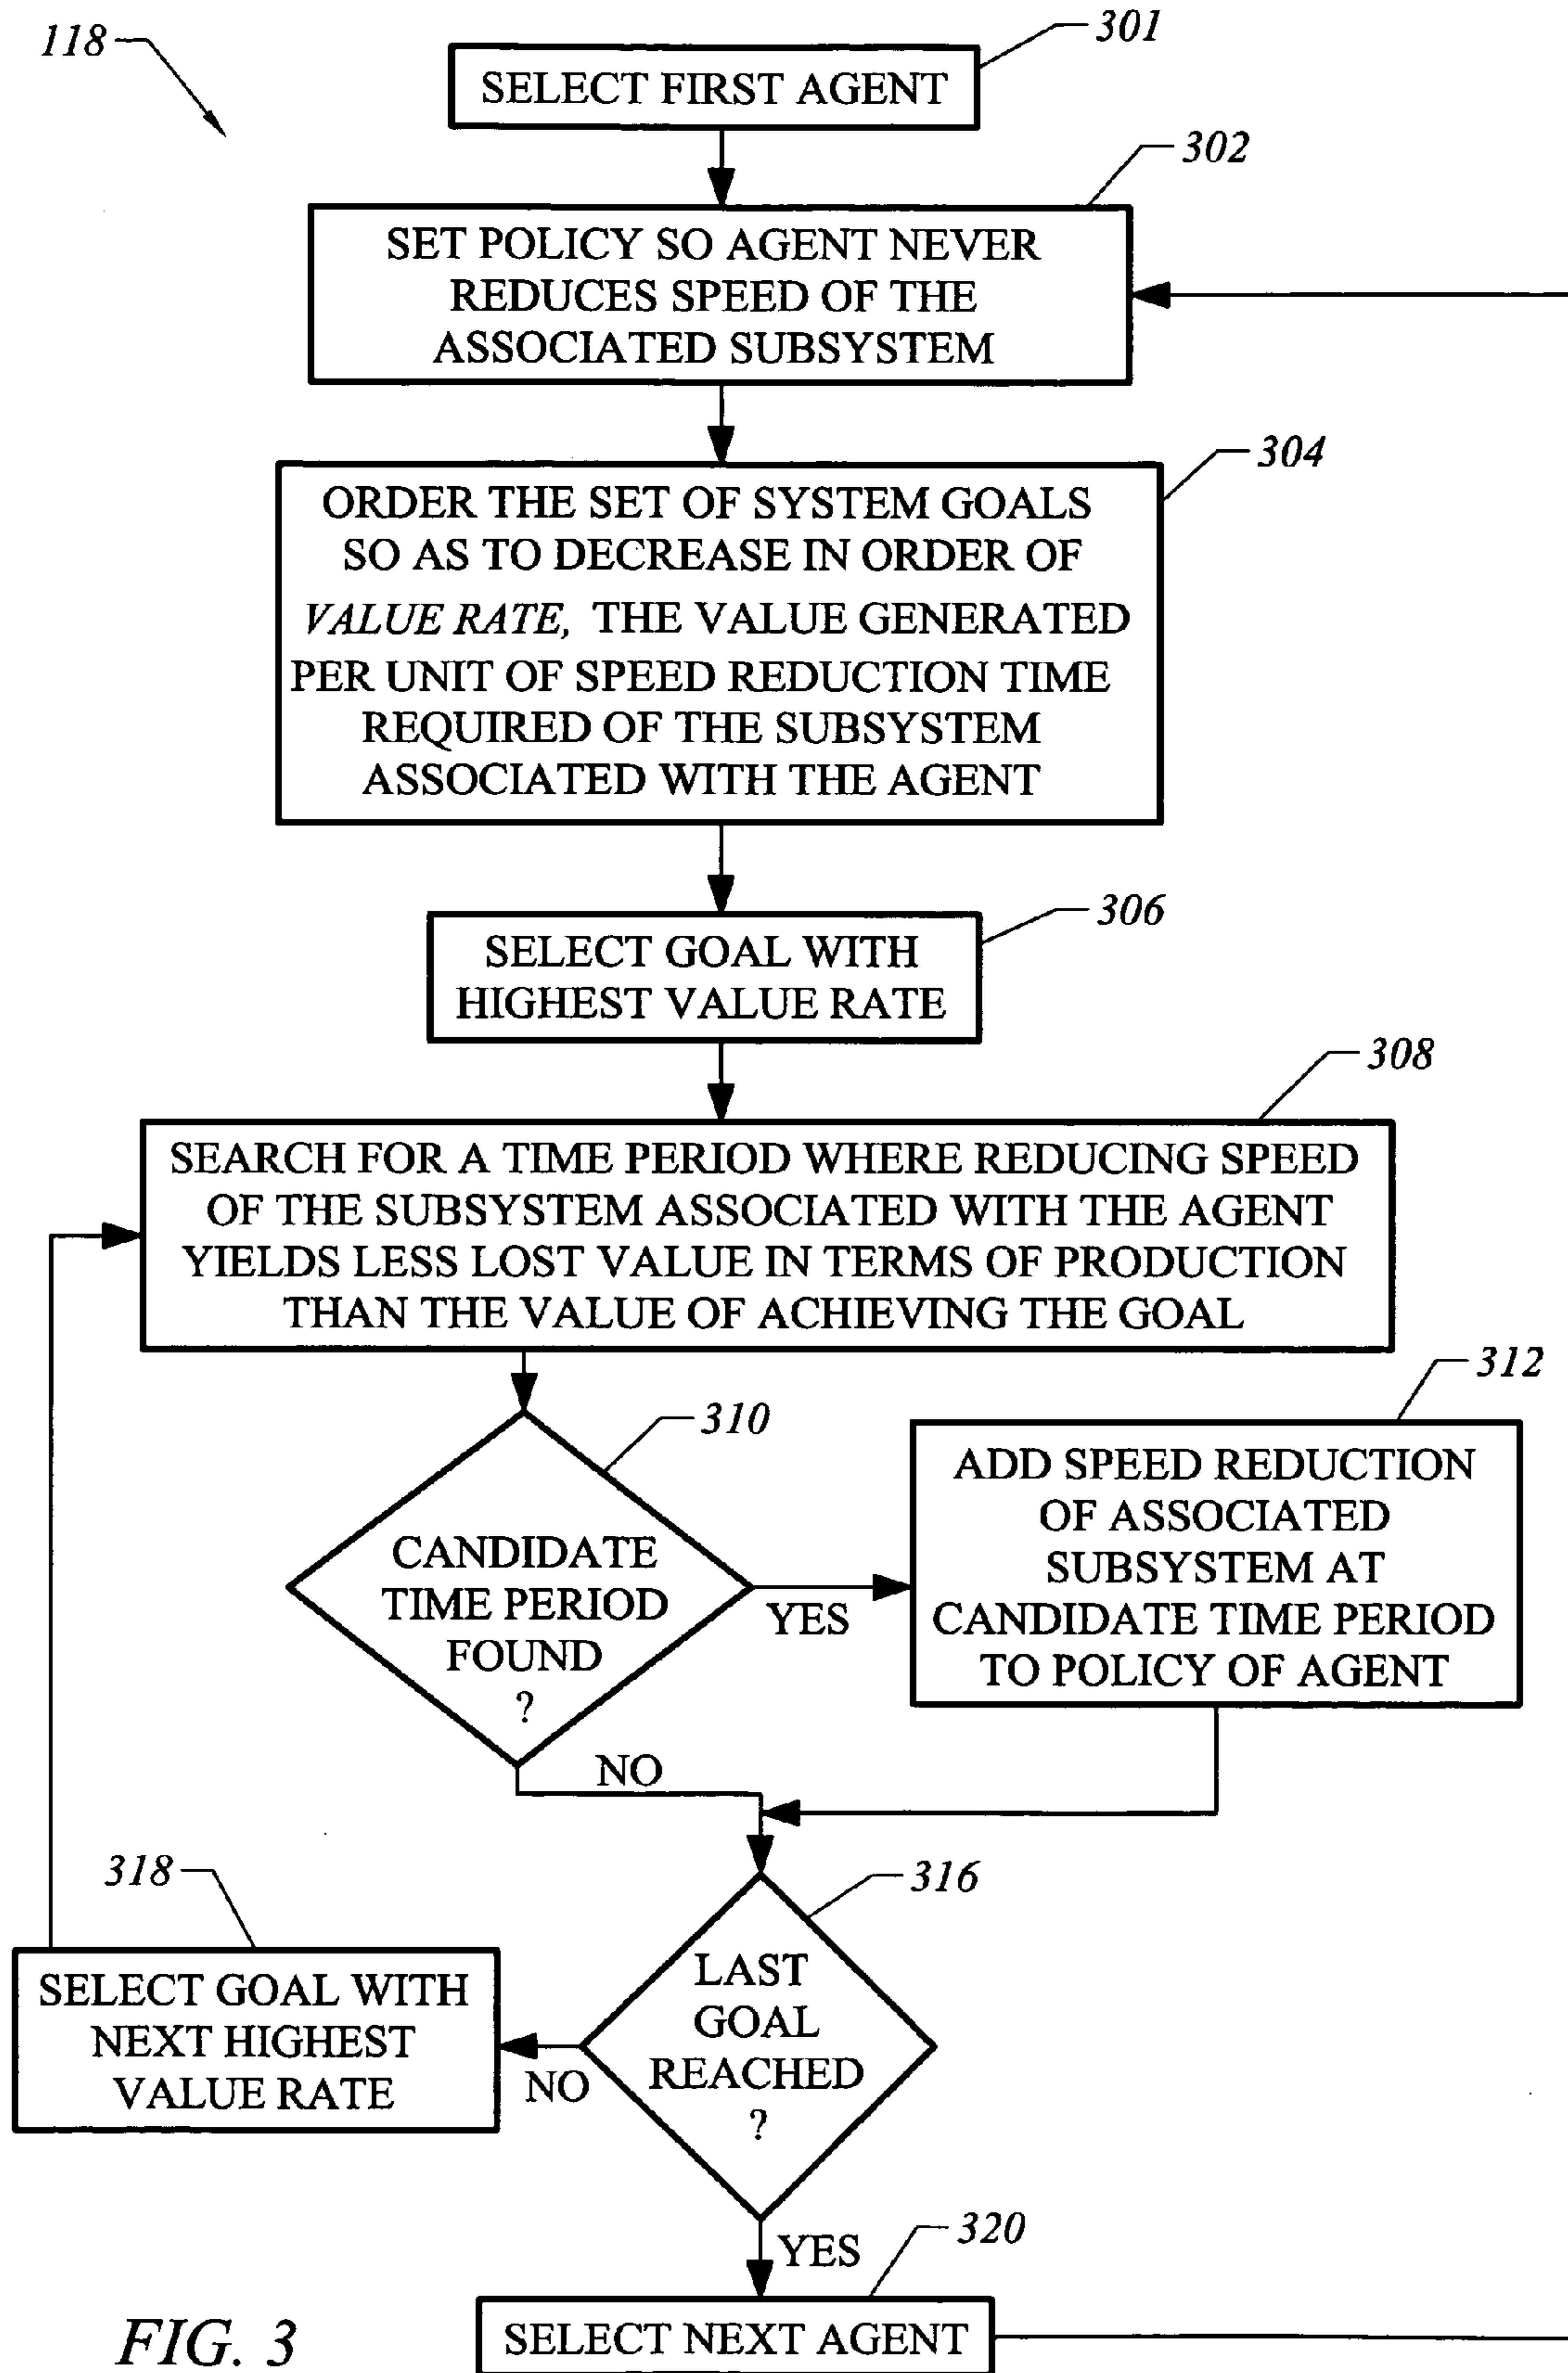 118
301
SELECT FIRST AGENT
302
SET POLICY SO AGENT NEVER
REDUCES SPEED OF THE
ASSOCIATED SUBSYSTEM
304
ORDER THE SET OF SYSTEM GOALS
SO AS TO DECREASE IN ORDER OF
VALUE RATE, THE VALUE GENERATED
PER UNIT OF SPEED REDUCTION TIME
REQUIRED OF THE SUBSYSTEM
ASSOCIATED WITH THE AGENT
306
SELECT GOAL WITH
HIGHEST VALUE RATE
308
SEARCH FOR A TIME PERIOD WHERE REDUCING SPEED
OF THE SUBSYSTEM ASSOCIATED WITH THE AGENT
YIELDS LESS LOST VALUE IN TERMS OF PRODUCTION
THAN THE VALUE OF ACHIEVING THE GOAL
310
CANDIDATE
TIME PERIOD
FOUND
?
YES
312
ADD SPEED REDUCTION
OF ASSOCIATED
SUBSYSTEM AT
CANDIDATE TIME PERIOD
TO POLICY OF AGENT
NO
316
LAST
GOAL
REACHED
?
NO
318
SELECT GOAL WITH
NEXT HIGHEST
VALUE RATE
YES
320
SELECT NEXT AGENT
FIG. 3